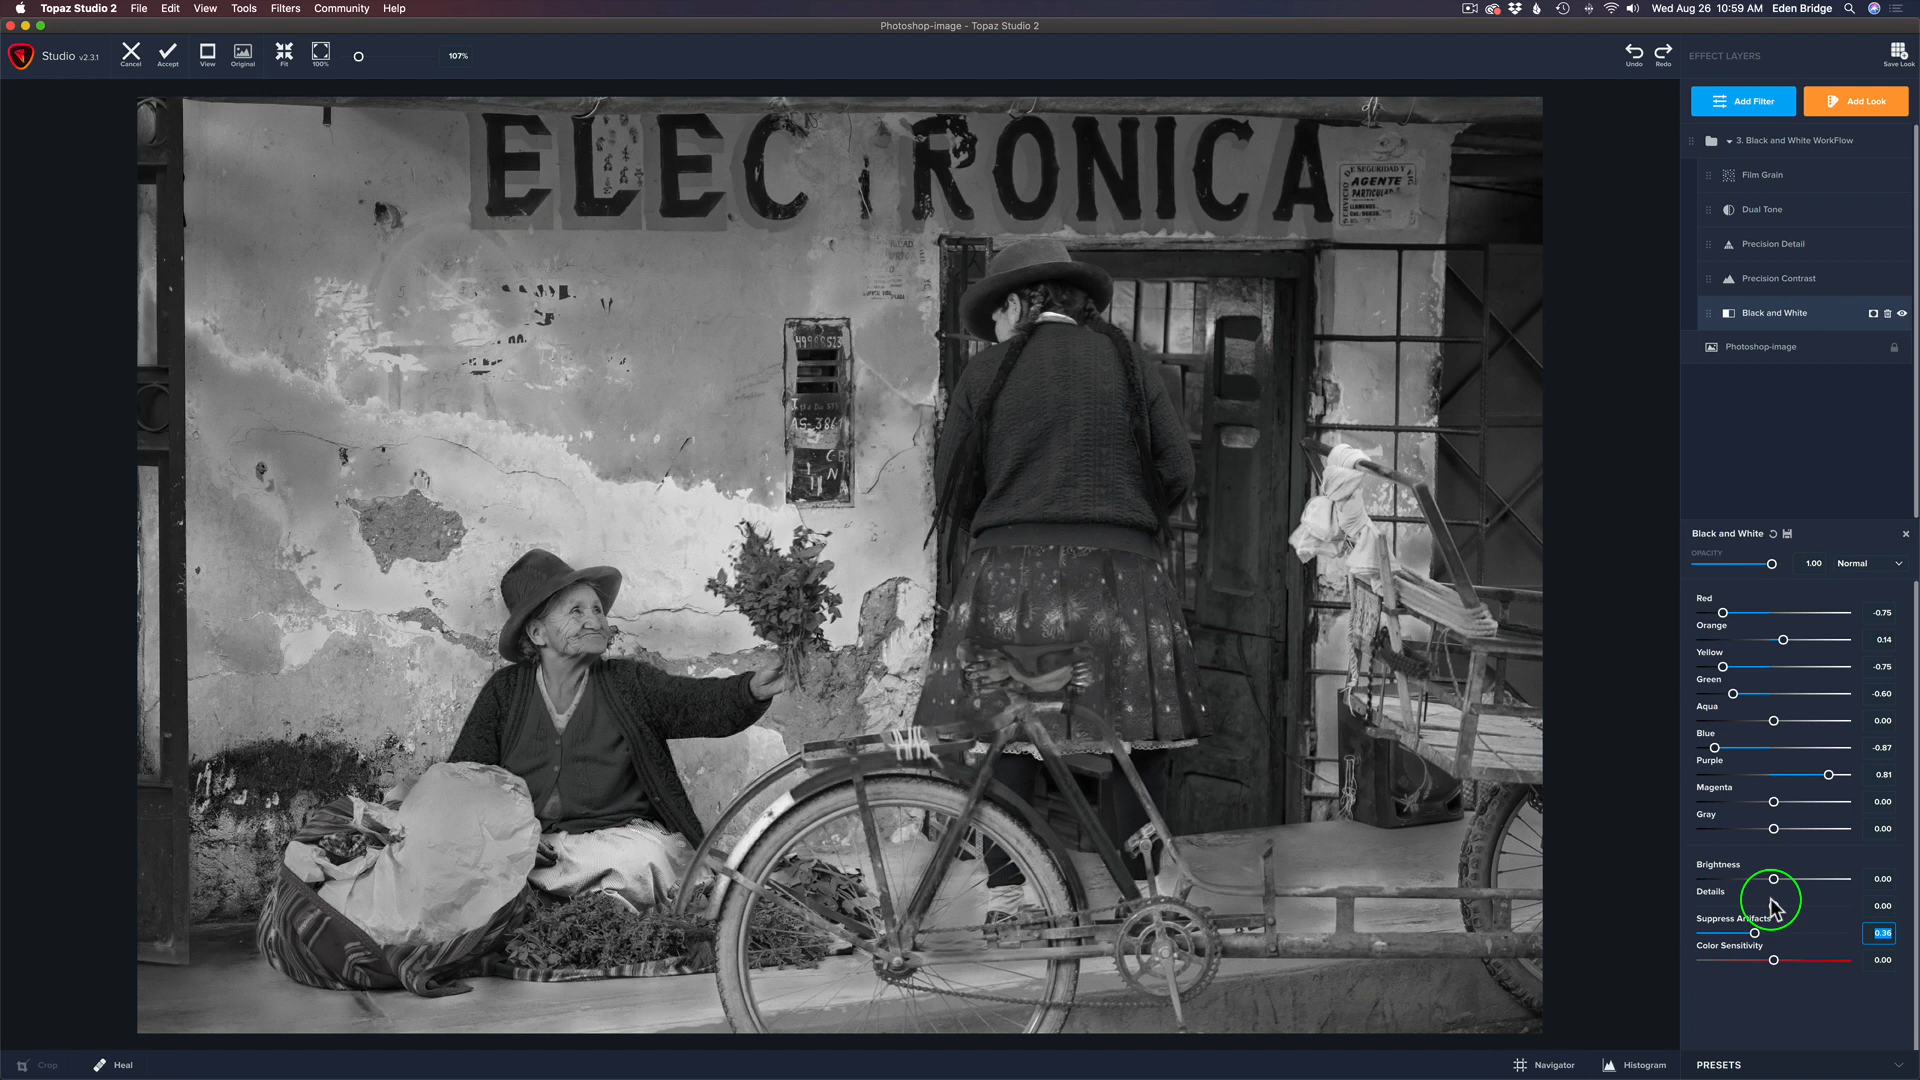 Topaz Studio 2 File Edit View Tools Filters Community Help
Wed Aug 26 10:59 AM Eden Bridge
Photoshop-image - Topaz Studio 2
Studio v2.3.1
Cancel Accept View Original Fit 100% 107%
Undo Redo
EFFECT LAYERS
Save Look
Add Filter
Add Look
3. Black and White WorkFlow
Film Grain
Dual Tone
Precision Detail
Precision Contrast
Black and White
Photoshop-image
ELECTRONICA
DE SEGURIDAD Y
AGENTE
PARTICULAR
AS-3861
Black and White
OPACITY
1.00 Normal
Red
-0.75
Orange
0.14
Yellow
-0.75
Green
-0.60
Aqua
0.00
Blue
-0.87
Purple
0.81
Magenta
0.00
Gray
0.00
Brightness
0.00
Details
0.00
Suppress Artifacts
0.36
Color Sensitivity
0.00
Crop Heal
Navigator Histogram
PRESETS